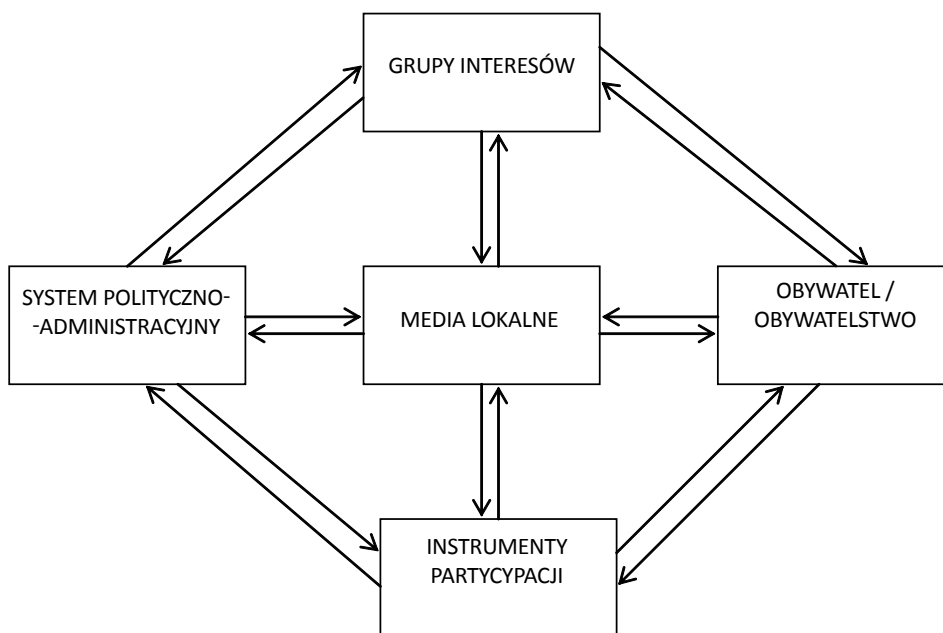 GRUPY INTERESÓW
SYSTEM POLITYCZNO-
-ADMINISTRACYJNY
MEDIA LOKALNE
OBYWATEL /
OBYWATELSTWO
INSTRUMENTY
PARTYCYPACJI